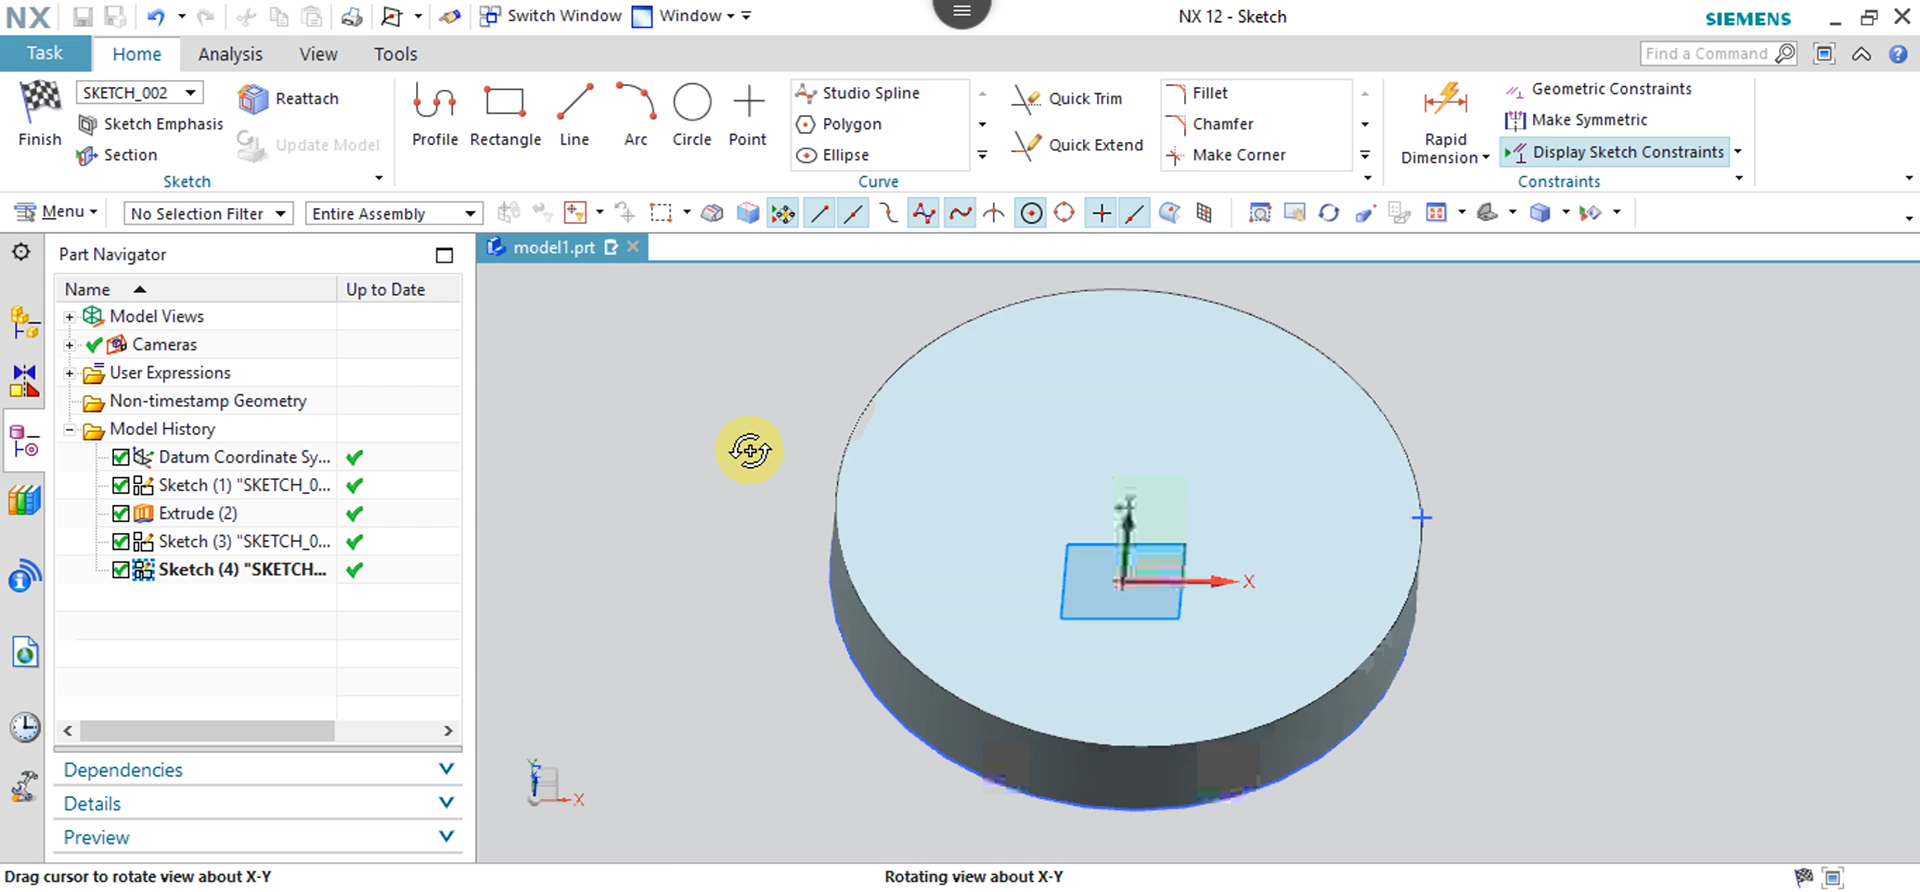 NX
Switch Window
Window
NX 12 - Sketch
SIEMENS
Task
Home
Analysis
View
Tools
Find a Command
Finish
SKETCH_002
Sketch Emphasis
Section
Reattach
Update Model
Sketch
Profile
Rectangle
Line
Arc
Circle
Point
Studio Spline
Polygon
Ellipse
Quick Trim
Quick Extend
Fillet
Chamfer
Make Corner
Curve
Rapid
Dimension
Geometric Constraints
Make Symmetric
Display Sketch Constraints
Constraints
Menu
No Selection Filter
Entire Assembly
Part Navigator
model1.prt
Name
Up to Date
Model Views
Cameras
User Expressions
Non-timestamp Geometry
Model History
Datum Coordinate Sy...
Sketch (1) "SKETCH_0...
Extrude (2)
Sketch (3) "SKETCH_0...
Sketch (4) "SKETCH...
X
Y
Z
X
Dependencies
Details
Preview
Drag cursor to rotate view about X-Y
Rotating view about X-Y